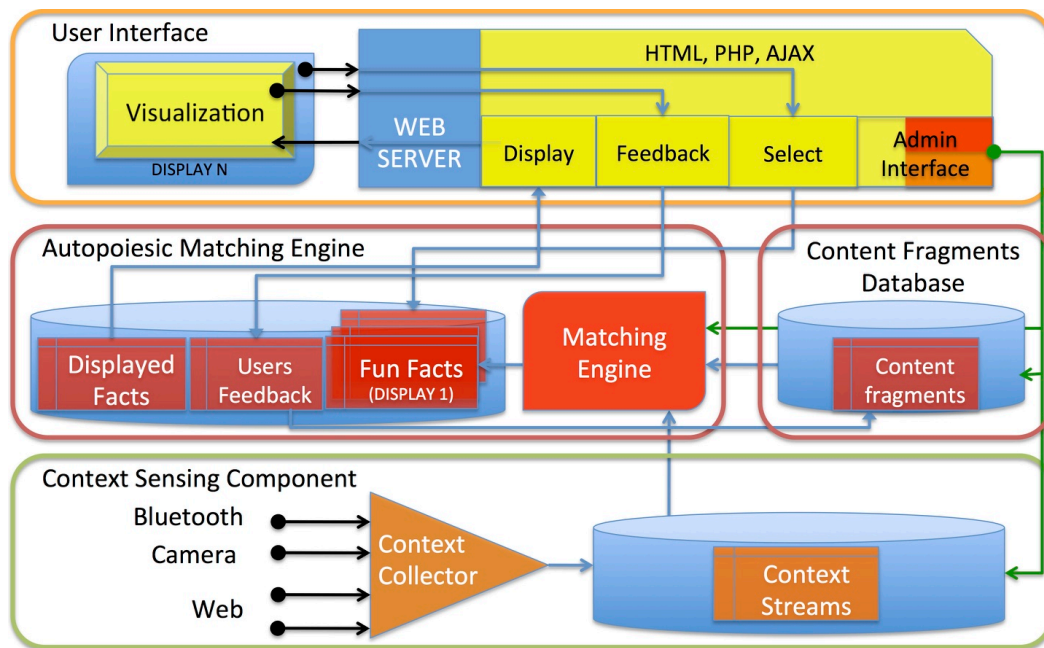 User Interface
HTML, PHP, AJAX
Visualization
DISPLAY N
WEB
SERVER
Display
Feedback
Select
Admin
Interface
Autopoiesic Matching Engine
Displayed
Facts
Users
Feedback
Fun Facts
(DISPLAY 1)
Matching
Engine
Content Fragments
Database
Content
fragments
Context Sensing Component
Bluetooth
Camera
Web
Context
Collector
Context
Streams